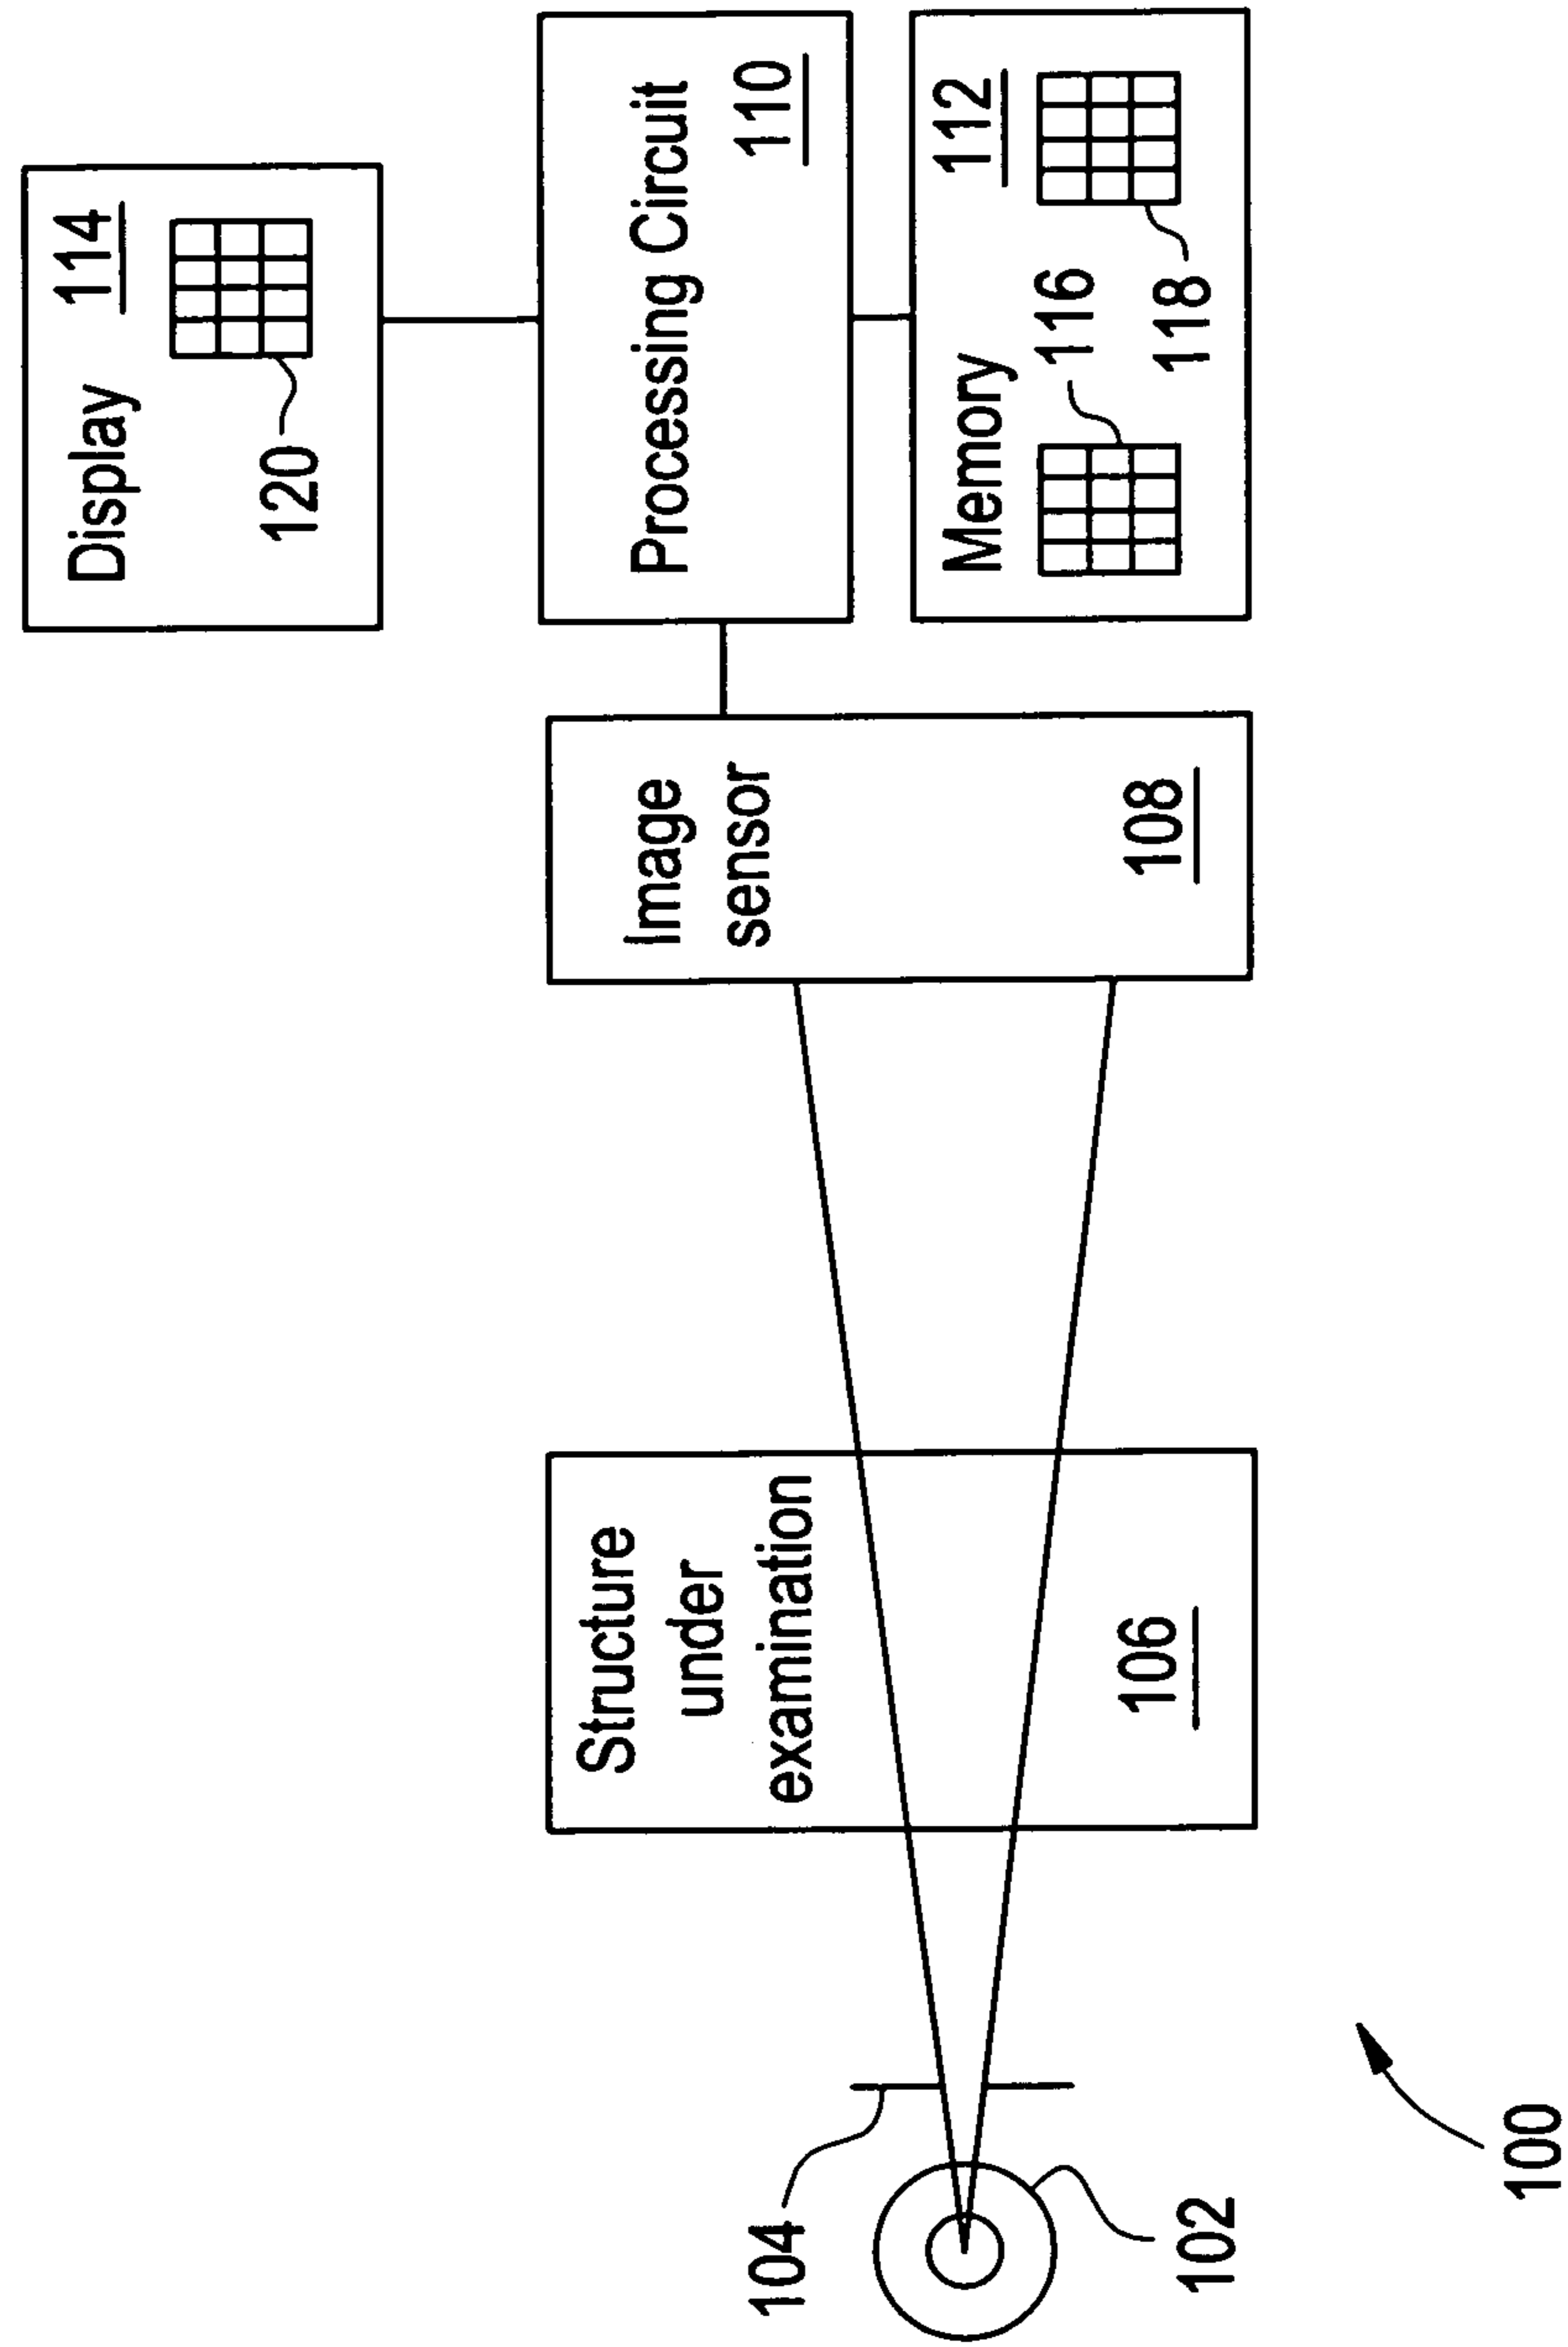 Display 114
120
Processing Circuit
110
Memory 112
116
118
Image
sensor
108
Structure
under
examination
106
104
102
100